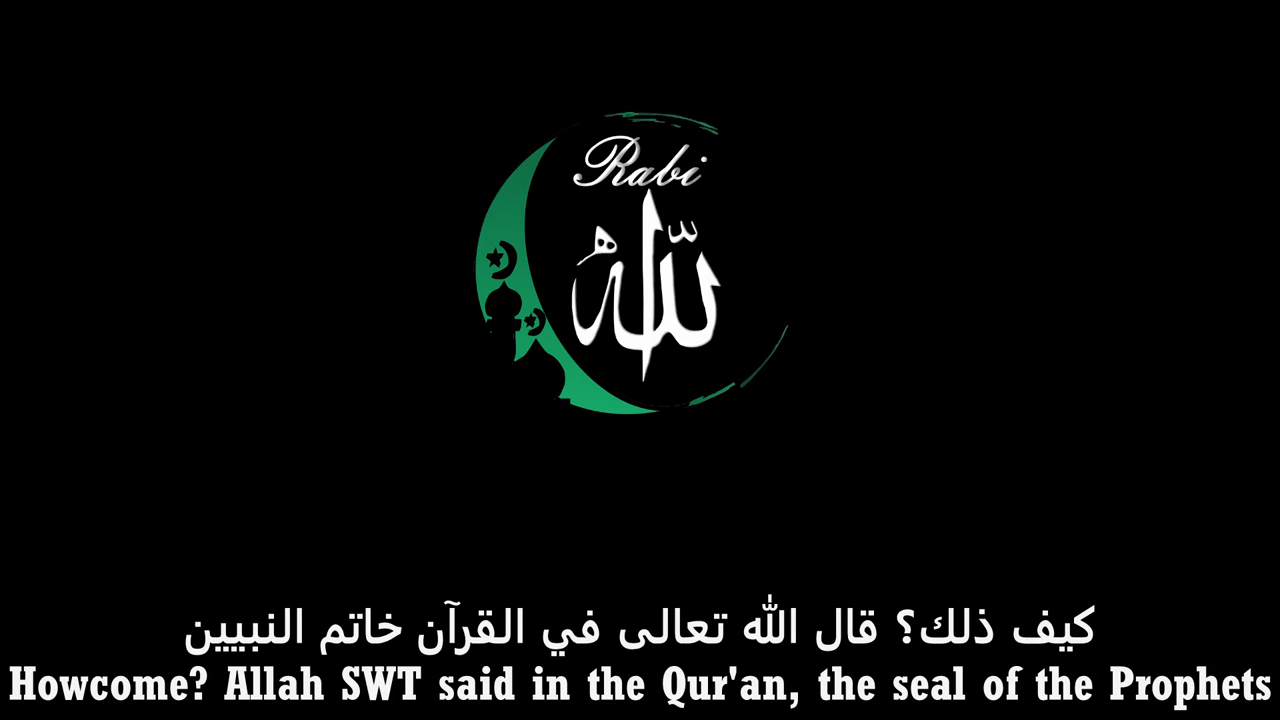 Rabi
الله
كيف ذلك؟ قال الله تعالى في القرآن خاتم النبيين
Howcome? Allah SWT said in the Qur'an, the seal of the Prophets